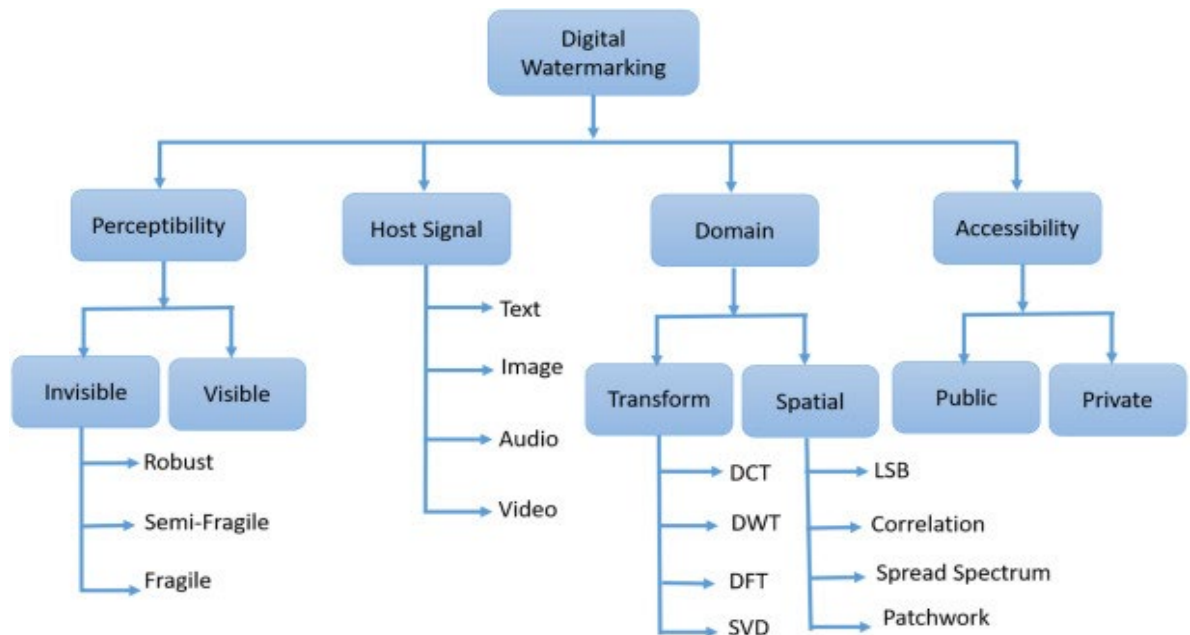 Digital
Watermarking
Perceptibility
Host Signal
Domain
Accessibility
Invisible
Visible
Text
Image
Audio
Video
Transform
Spatial
Public
Private
Robust
Semi-Fragile
Fragile
DCT
DWT
DFT
SVD
LSB
Correlation
Spread Spectrum
Patchwork